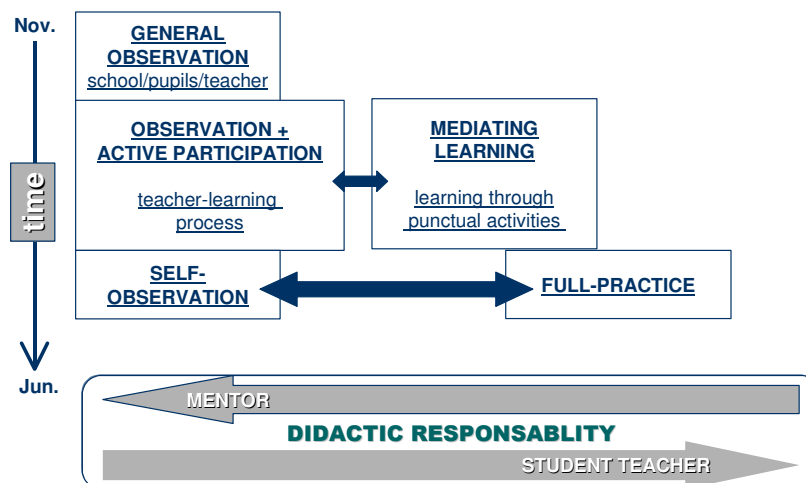 Nov.
GENERAL
OBSERVATION
school/pupils/teacher
OBSERVATION +
ACTIVE PARTICIPATION
teacher-learning
process
MEDIATING
LEARNING
learning through
punctual activities
time
SELF-
OBSERVATION
FULL-PRACTICE
Jun.
MENTOR
DIDACTIC RESPONSABLITY
STUDENT TEACHER